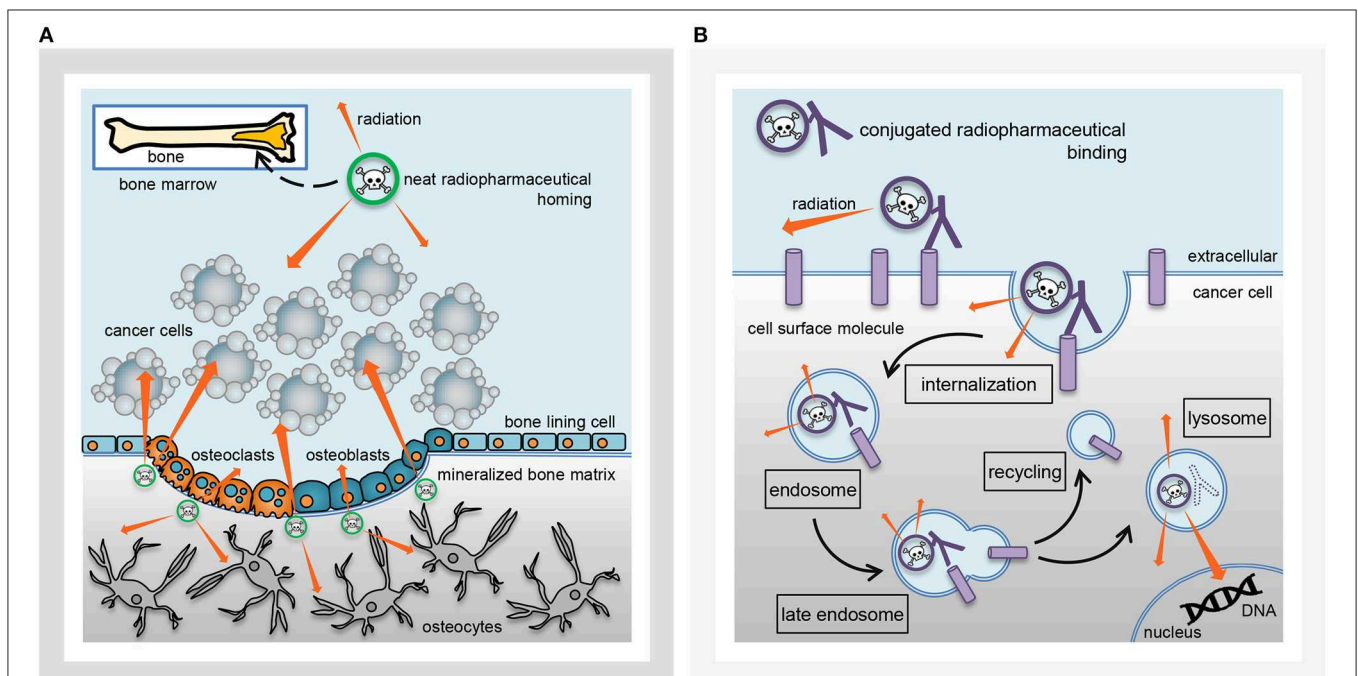 A
radiation
bone
bone marrow
neat radiopharmaceutical
homing
cancer cells
bone lining cell
osteoclasts
osteoblasts
mineralized bone matrix
osteocytes
B
conjugated radiopharmaceutical
binding
radiation
extracellular
cancer cell
cell surface molecule
internalization
lysosome
recycling
endosome
late endosome
DNA
nucleus